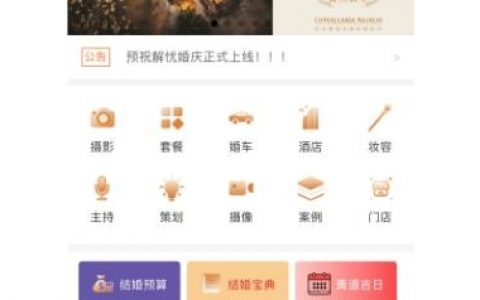 CONVALLARIA MAJALIS
公告 预祝解忧婚庆正式上线！！！ >
摄影 套餐 婚车 酒店 妆容
主持 策划 摄像 案例 门店
结婚预算 结婚宝典 黄道吉日